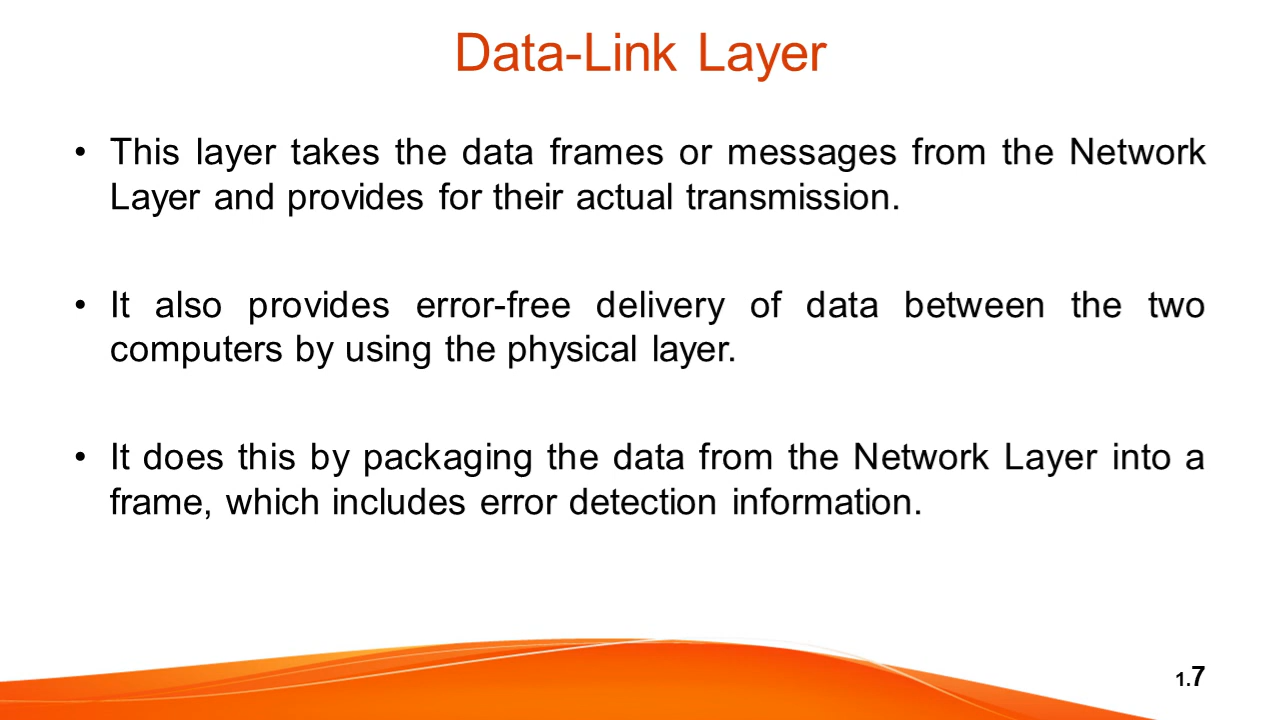 Data-Link Layer
• This layer takes the data frames or messages from the Network
Layer and provides for their actual transmission.
• It also provides error-free delivery of data between the two
computers by using the physical layer.
• It does this by packaging the data from the Network Layer into a
frame, which includes error detection information.
1.7